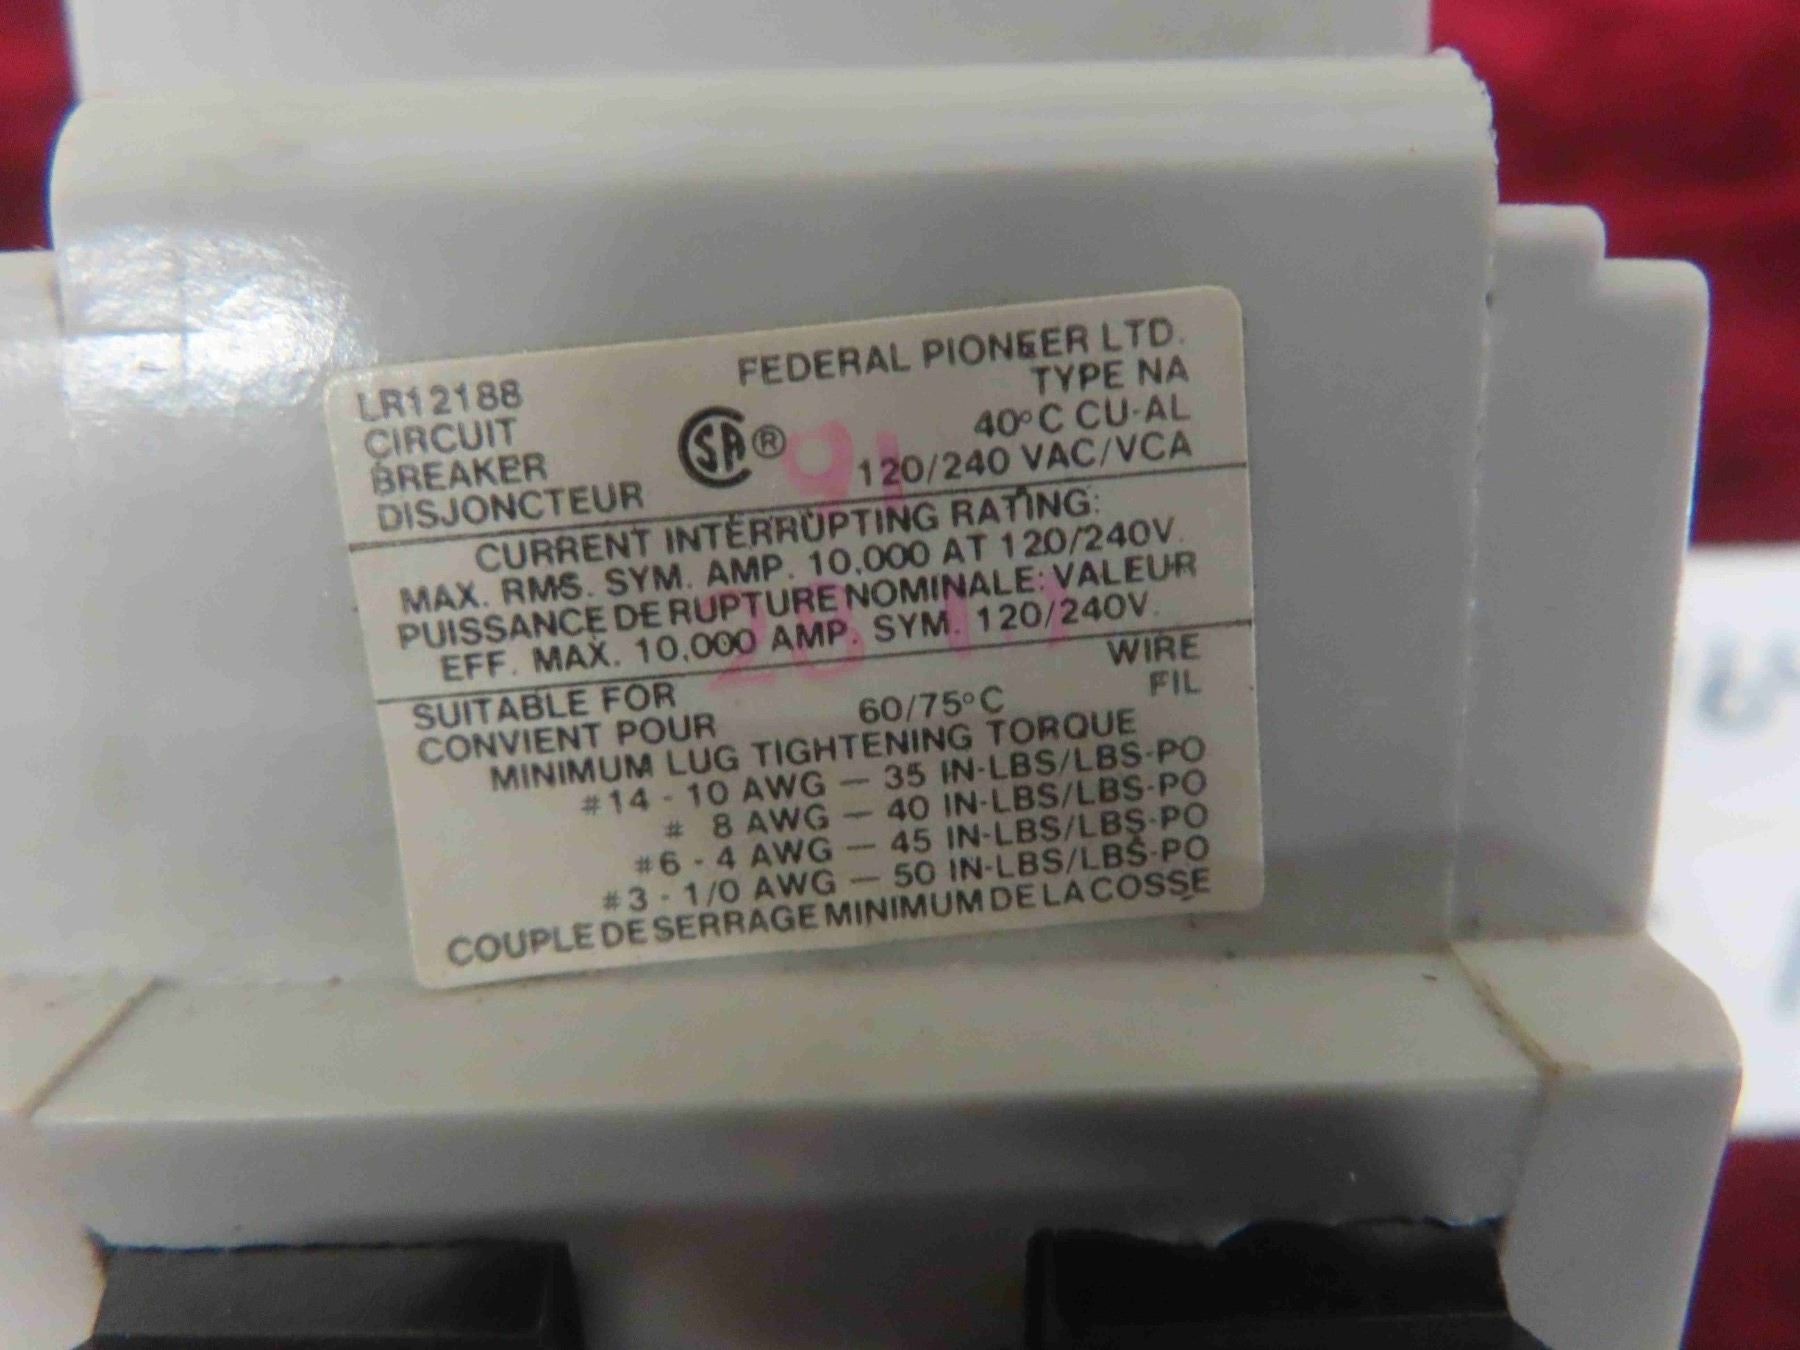 FEDERAL PIONEER LTD.
LR12188 TYPE NA
CIRCUIT 40°C CU-AL
BREAKER SA® 120/240 VAC/VCA
DISJONCTEUR
CURRENT INTERRUPTING RATING:
MAX. RMS. SYM. AMP. 10,000 AT 120/240V.
PUISSANCE DE RUPTURE NOMINALE: VALEUR
EFF. MAX. 10,000 AMP. SYM. 120/240V.
SUITABLE FOR WIRE
CONVIENT POUR 60/75°C FIL
MINIMUM LUG TIGHTENING TORQUE
#14 - 10 AWG — 35 IN-LBS/LBS-PO
# 8 AWG — 40 IN-LBS/LBS-PO
#6 - 4 AWG — 45 IN-LBS/LBS-PO
#3 - 1/0 AWG — 50 IN-LBS/LBS-PO
COUPLE DE SERRAGE MINIMUM DE LA COSSE
91